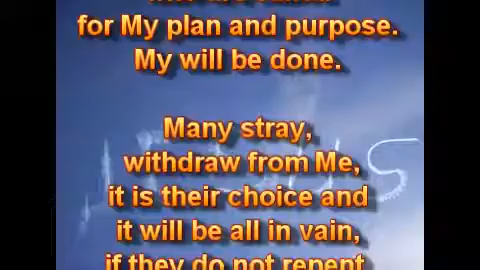 for My plan and purpose.
My will be done.
Many stray,
withdraw from Me,
it is their choice and
it will be all in vain,
if they do not repent